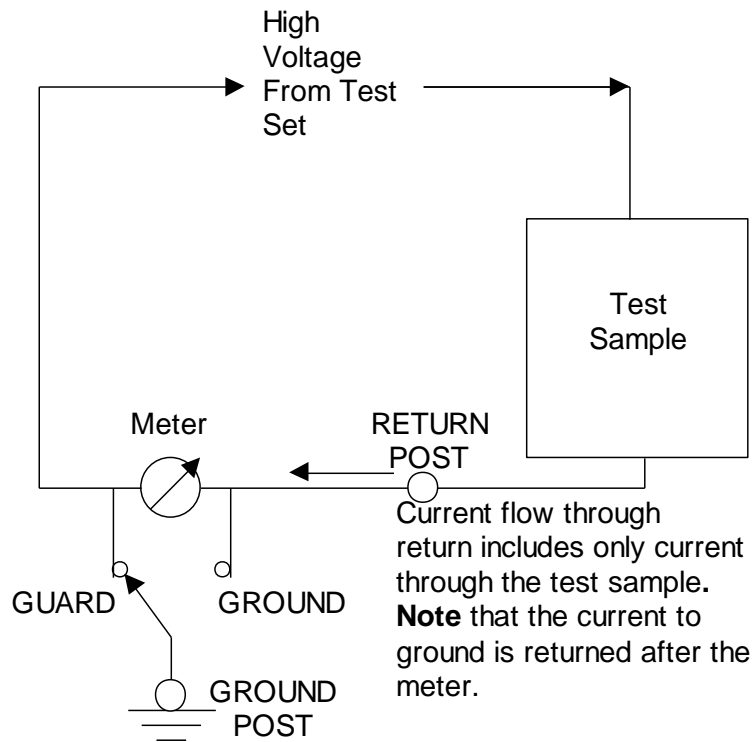 High
Voltage
From Test
Set
Test
Sample
Meter
RETURN
POST
Current flow through
return includes only current
through the test sample.
Note that the current to
ground is returned after the
meter.
GUARD
GROUND
GROUND
POST